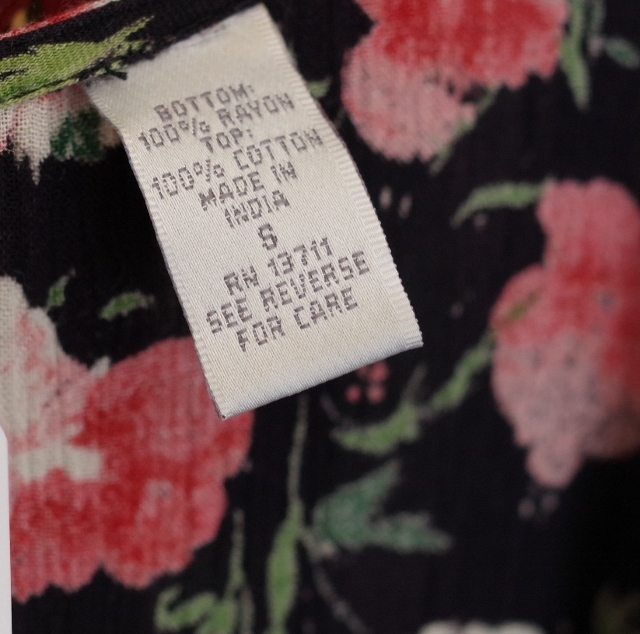 BOTTOM:
100% RAYON
TOP:
100% COTTON
MADE IN
INDIA
S
RN 13711
SEE REVERSE
FOR CARE